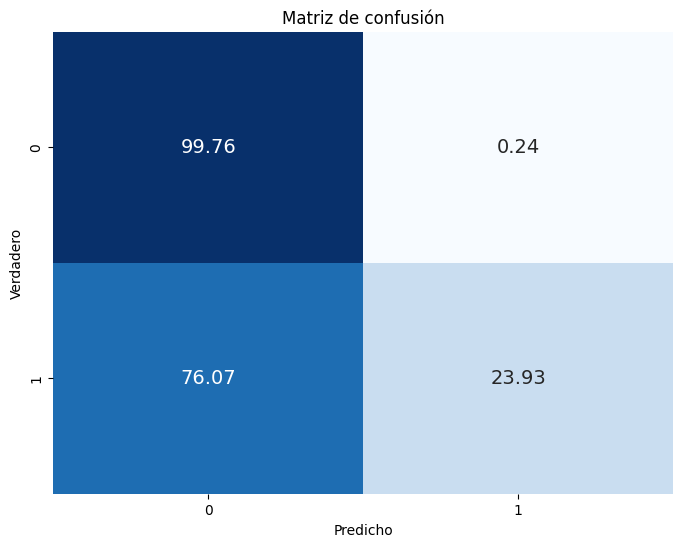 Matriz de confusión
99.76 0.24
76.07 23.93
0
1
Verdadero
0 1
Predicho